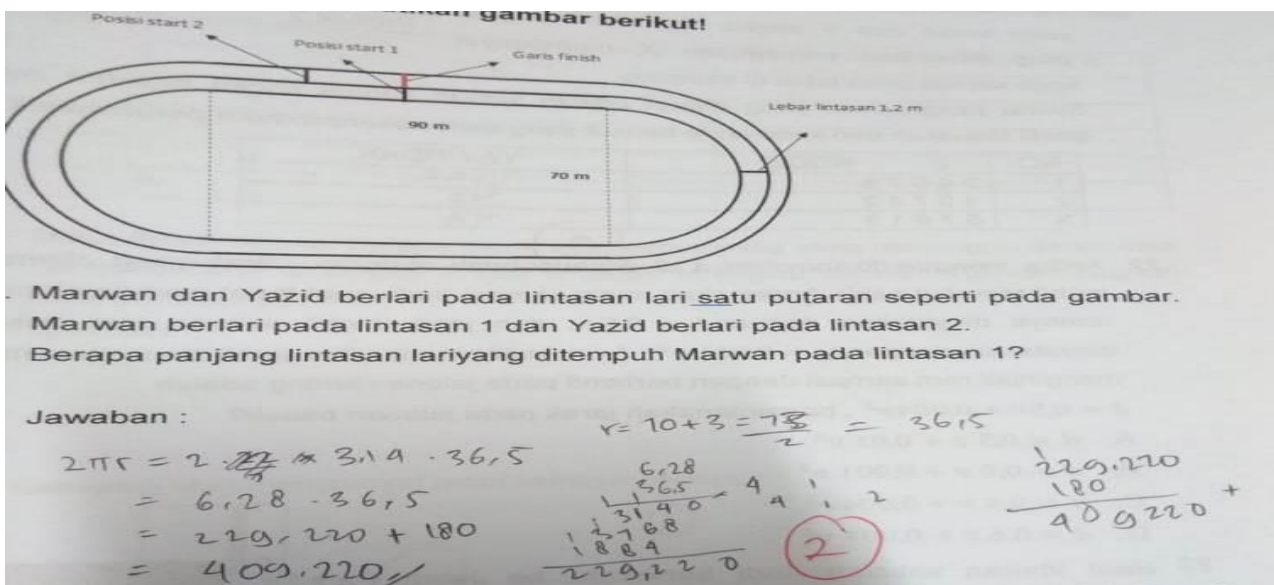 gambar berikut!
Posisi start 2
Posisi start 1
Garis finish
Lebar lintasan 1,2 m
90 m
70 m
. Marwan dan Yazid berlari pada lintasan lari satu putaran seperti pada gambar.
Marwan berlari pada lintasan 1 dan Yazid berlari pada lintasan 2.
Berapa panjang lintasan lariyang ditempuh Marwan pada lintasan 1?
Jawaban :
r = 70 + 3 = 73/2 = 36,5
2πr = 2 . × 3,14 . 36,5
= 6,28 . 36,5
= 229,220 + 180
= 409.220
6,28
365
3140
3768
1884
229,220
2
229.220
180 +
409220